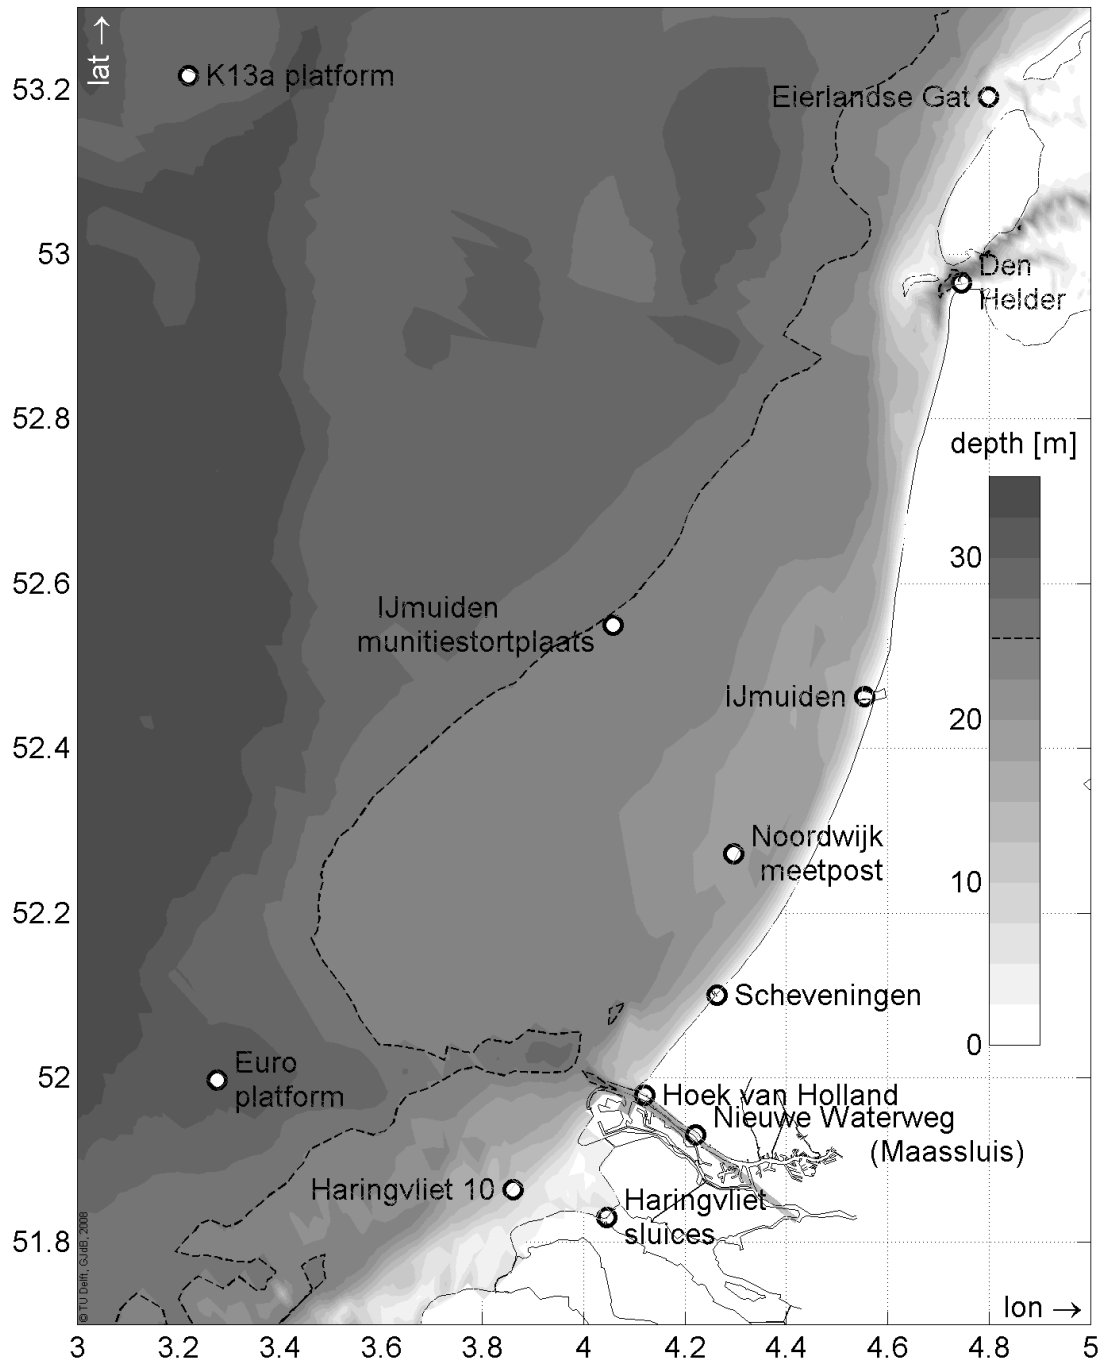 lat →
53.2
K13a platform
Eierlandse Gat
53
Den
Helder
52.8
depth [m]
30
52.6
IJmuiden
munitiestortplaats
IJmuiden
20
52.4
Noordwijk
meetpost
10
52.2
Scheveningen
0
52
Euro
platform
Hoek van Holland
Nieuwe Waterweg
(Maassluis)
Haringvliet 10
Haringvliet
sluices
51.8
© TU Delft, GJdB, 2008
lon →
3 3.2 3.4 3.6 3.8 4 4.2 4.4 4.6 4.8 5